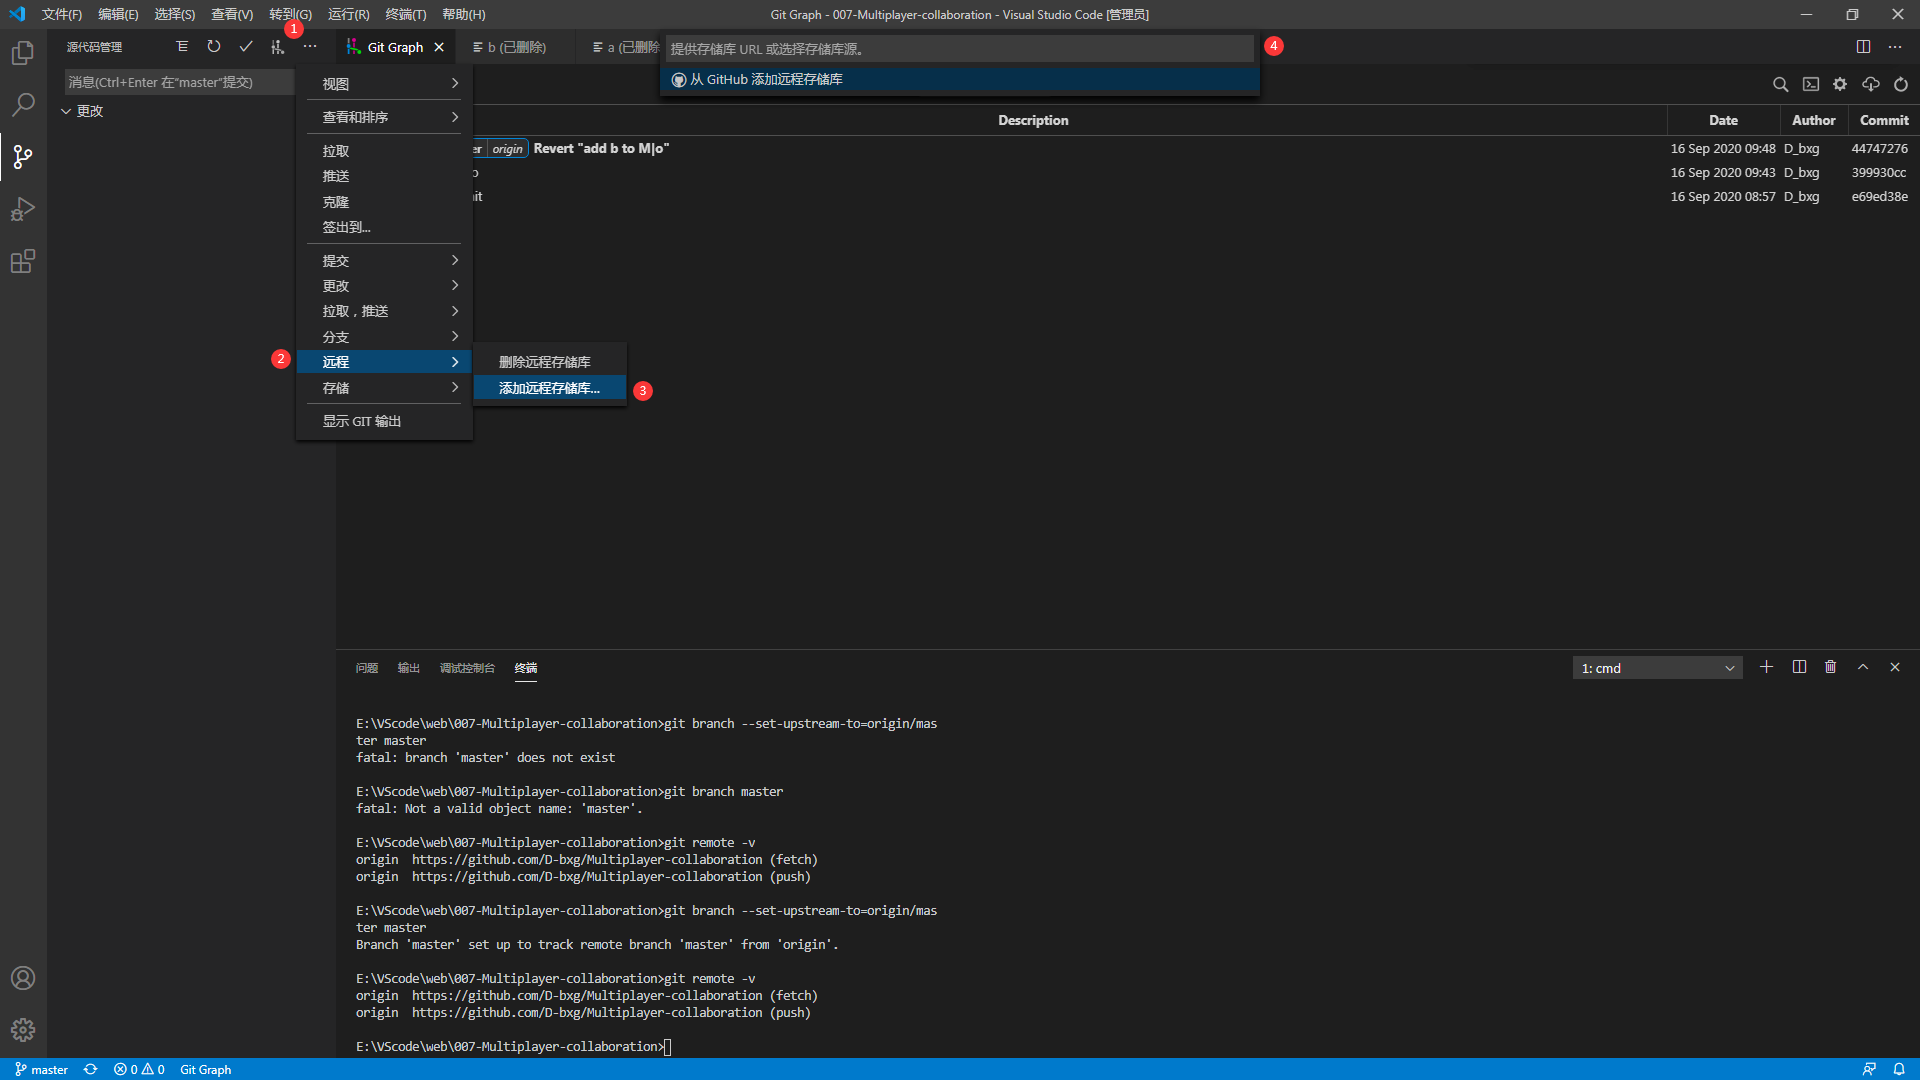 文件(F) 编辑(E) 选择(S) 查看(V) 转到(G) 运行(R) 终端(T) 帮助(H)
Git Graph - 007-Multiplayer-collaboration - Visual Studio Code [管理员]
1
源代码管理
Git Graph
b (已删除)
a (已删除
提供存储库 URL 或选择存储库源。
4
从 GitHub 添加远程存储库
消息(Ctrl+Enter 在"master"提交)
更改
视图
查看和排序
拉取
推送
克隆
签出到...
提交
更改
拉取，推送
分支
2
远程
存储
显示 GIT 输出
删除远程存储库
添加远程存储库...
3
Description Date Author Commit
er origin Revert "add b to M|o" 16 Sep 2020 09:48 D_bxg 44747276
o 16 Sep 2020 09:43 D_bxg 399930cc
it 16 Sep 2020 08:57 D_bxg e69ed38e
问题 输出 调试控制台 终端
1: cmd
E:\VScode\web\007-Multiplayer-collaboration>git branch --set-upstream-to=origin/mas
ter master
fatal: branch 'master' does not exist
E:\VScode\web\007-Multiplayer-collaboration>git branch master
fatal: Not a valid object name: 'master'.
E:\VScode\web\007-Multiplayer-collaboration>git remote -v
origin  https://github.com/D-bxg/Multiplayer-collaboration (fetch)
origin  https://github.com/D-bxg/Multiplayer-collaboration (push)
E:\VScode\web\007-Multiplayer-collaboration>git branch --set-upstream-to=origin/mas
ter master
Branch 'master' set up to track remote branch 'master' from 'origin'.
E:\VScode\web\007-Multiplayer-collaboration>git remote -v
origin  https://github.com/D-bxg/Multiplayer-collaboration (fetch)
origin  https://github.com/D-bxg/Multiplayer-collaboration (push)
E:\VScode\web\007-Multiplayer-collaboration>
master 0 0 Git Graph